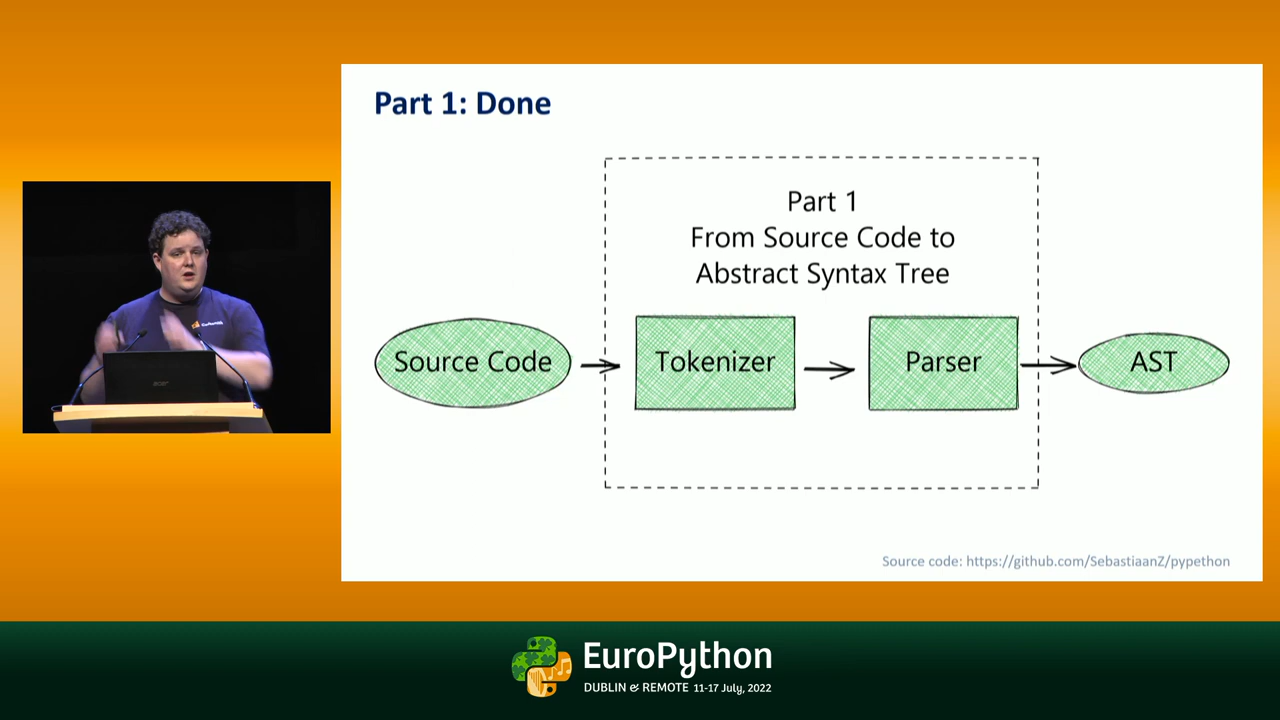 Part 1: Done
Part 1
From Source Code to
Abstract Syntax Tree
Source Code
Tokenizer
Parser
AST
Source code: https://github.com/SebastiaanZ/pypethon
EuroPython
DUBLIN & REMOTE 11-17 July, 2022